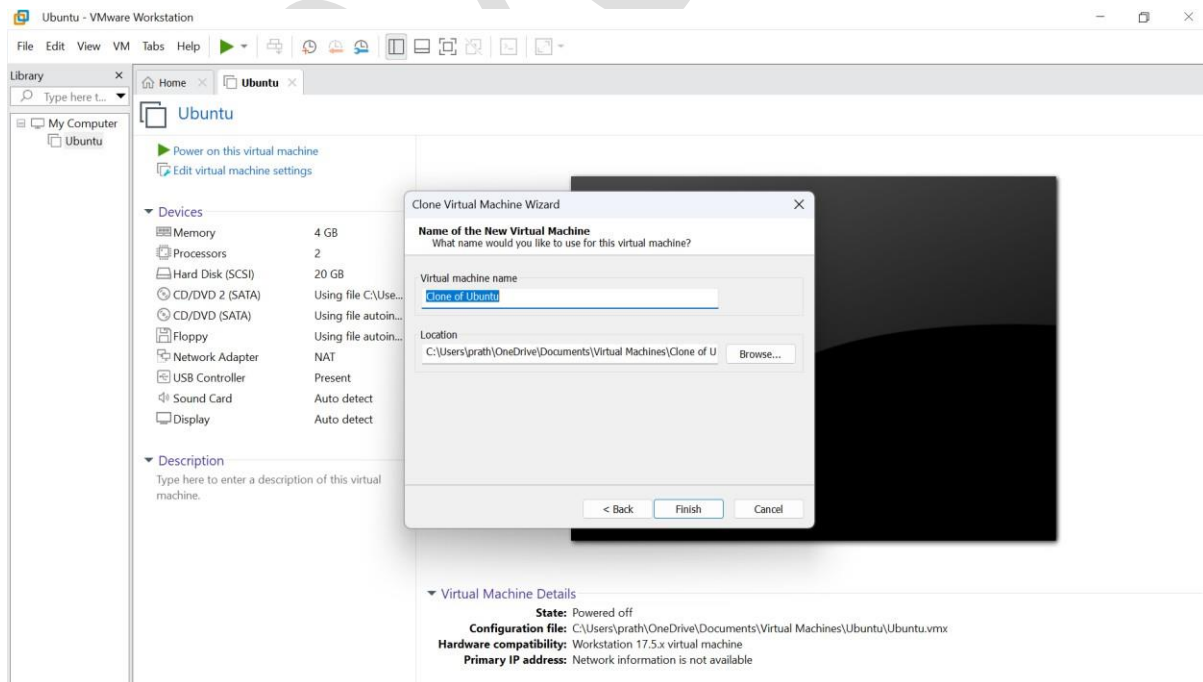 Ubuntu - VMware Workstation
File Edit View VM Tabs Help
Library
Type here t...
My Computer
Ubuntu
Home
Ubuntu
Ubuntu
Power on this virtual machine
Edit virtual machine settings
Devices
Memory 4 GB
Processors 2
Hard Disk (SCSI) 20 GB
CD/DVD 2 (SATA) Using file C:\Use...
CD/DVD (SATA) Using file autoin...
Floppy Using file autoin...
Network Adapter NAT
USB Controller Present
Sound Card Auto detect
Display Auto detect
Description
Type here to enter a description of this virtual
machine.
Clone Virtual Machine Wizard
Name of the New Virtual Machine
What name would you like to use for this virtual machine?
Virtual machine name
Clone of Ubuntu
Location
C:\Users\prath\OneDrive\Documents\Virtual Machines\Clone of U
Browse...
< Back Finish Cancel
Virtual Machine Details
State: Powered off
Configuration file: C:\Users\prath\OneDrive\Documents\Virtual Machines\Ubuntu\Ubuntu.vmx
Hardware compatibility: Workstation 17.5.x virtual machine
Primary IP address: Network information is not available